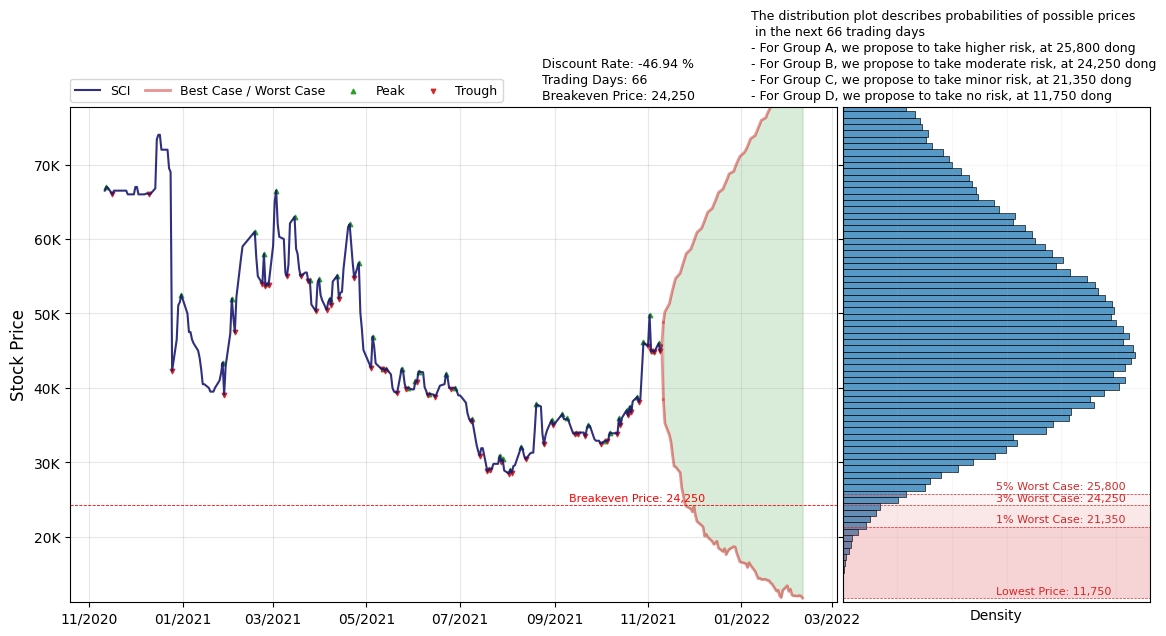 The distribution plot describes probabilities of possible prices
in the next 66 trading days
- For Group A, we propose to take higher risk, at 25,800 dong
- For Group B, we propose to take moderate risk, at 24,250 dong
- For Group C, we propose to take minor risk, at 21,350 dong
- For Group D, we propose to take no risk, at 11,750 dong
Discount Rate: -46.94 %
Trading Days: 66
Breakeven Price: 24,250
SCI Best Case / Worst Case Peak Trough
Stock Price
70K
60K
50K
40K
30K
20K
Breakeven Price: 24,250
11/2020 01/2021 03/2021 05/2021 07/2021 09/2021 11/2021 01/2022 03/2022
5% Worst Case: 25,800
3% Worst Case: 24,250
1% Worst Case: 21,350
Lowest Price: 11,750
Density